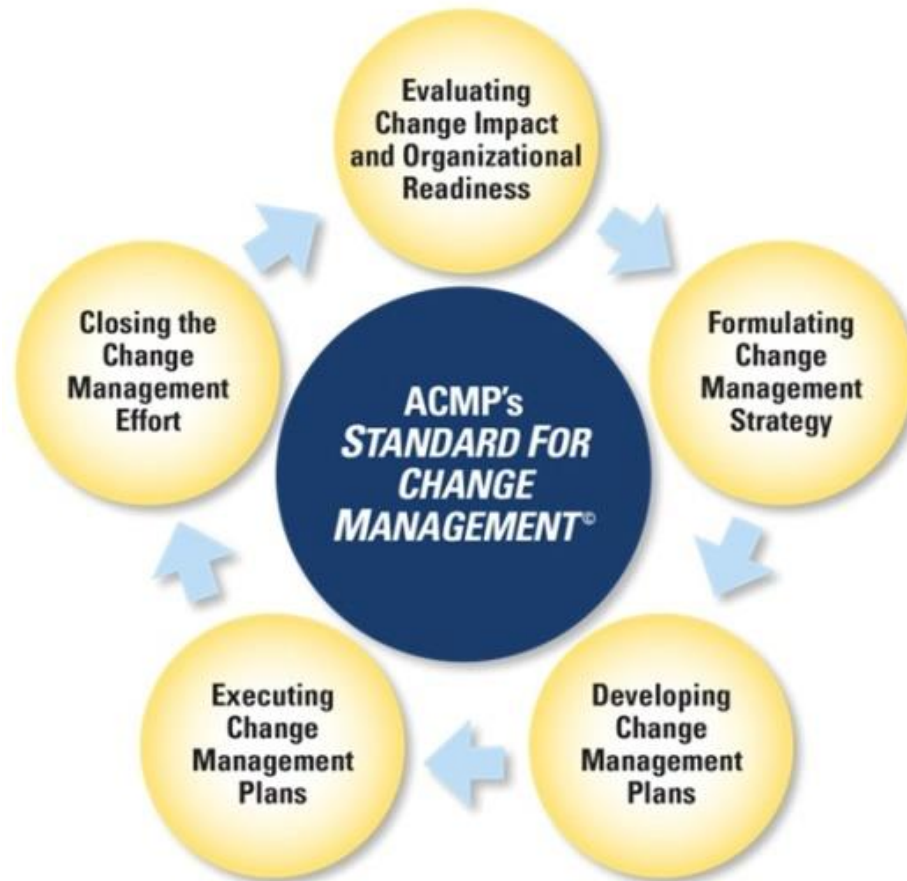 Evaluating
Change Impact
and Organizational
Readiness
Formulating
Change
Management
Strategy
Developing
Change
Management
Plans
Executing
Change
Management
Plans
Closing the
Change
Management
Effort
ACMP's
STANDARD FOR
CHANGE
MANAGEMENT©